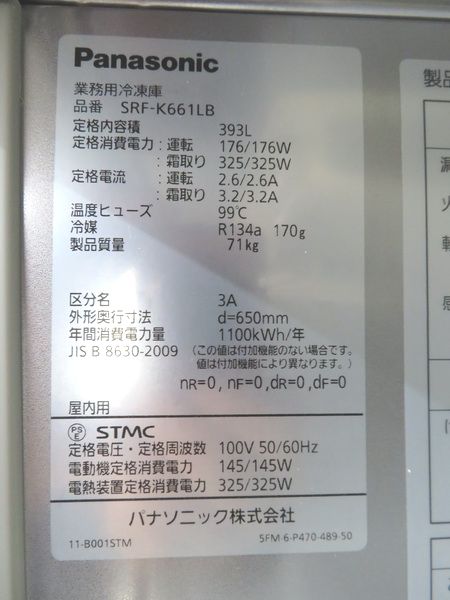 Panasonic
業務用冷凍庫
品番 SRF-K661LB
定格内容積 393L
定格消費電力:運転 176/176W
:霜取り 325/325W
定格電流 :運転 2.6/2.6A
:霜取り 3.2/3.2A
温度ヒューズ 99℃
冷媒 R134a 170g
製品質量 71kg
区分名 3A
外形奥行寸法 d=650mm
年間消費電力量 1100kWh/年
JIS B 8630-2009 (この値は付加機能のない場合です。
値は付加機能により異なります。)
nR=0, nF=0,dR=0,dF=0
屋内用
PSE STMC
定格電圧・定格周波数 100V 50/60Hz
電動機定格消費電力 145/145W
電熱装置定格消費電力 325/325W
パナソニック株式会社
11-B001STM 5FM 6-P470-489-50
製品
漏